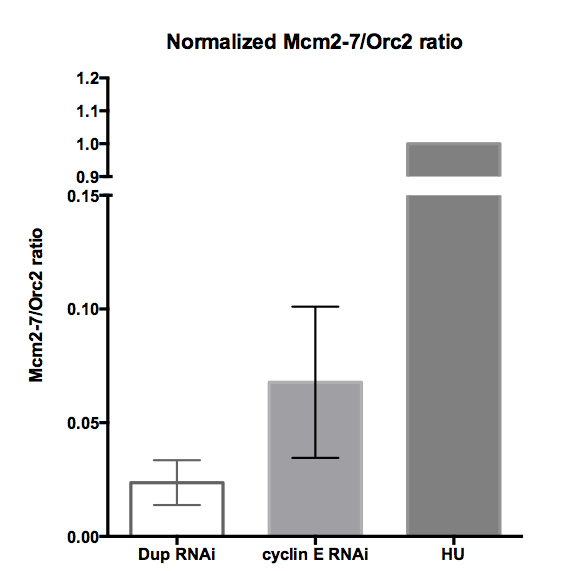 Normalized Mcm2-7/Orc2 ratio
1.2
1.1
1.0
0.9
0.15
0.10
0.05
0.00
Mcm2-7/Orc2 ratio
Dup RNAi cyclin E RNAi HU